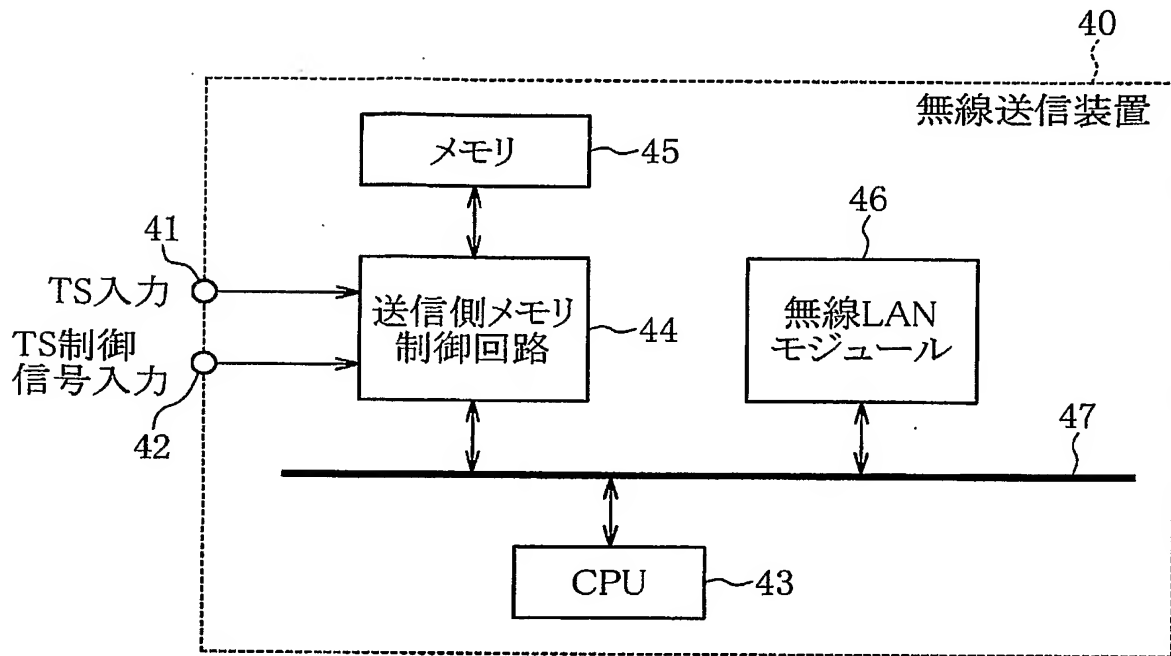 40
無線送信装置
メモリ
45
41
TS入力
送信側メモリ
制御回路
44
46
無線LAN
モジュール
TS制御
信号入力
42
47
CPU
43